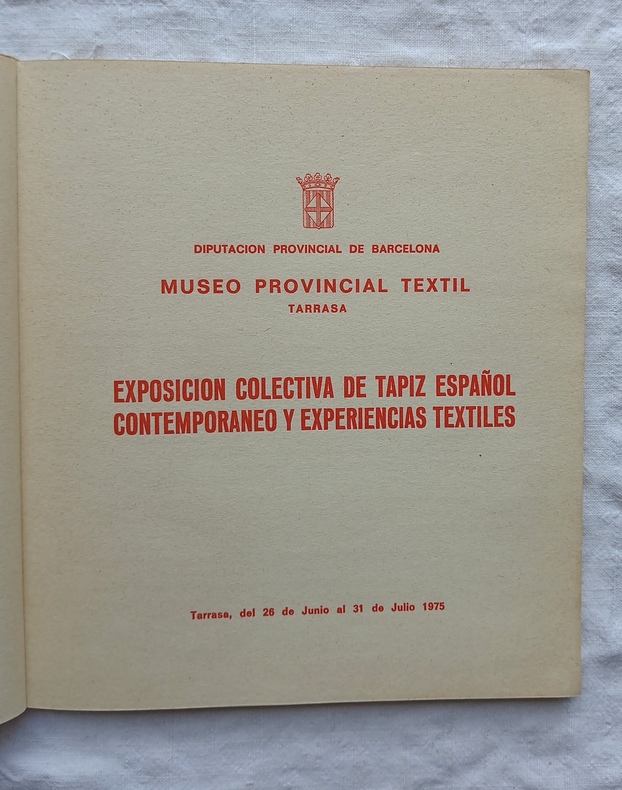 DIPUTACION PROVINCIAL DE BARCELONA
MUSEO PROVINCIAL TEXTIL
TARRASA
EXPOSICION COLECTIVA DE TAPIZ ESPAÑOL
CONTEMPORANEO Y EXPERIENCIAS TEXTILES
Tarrasa, del 26 de Junio al 31 de Julio 1975